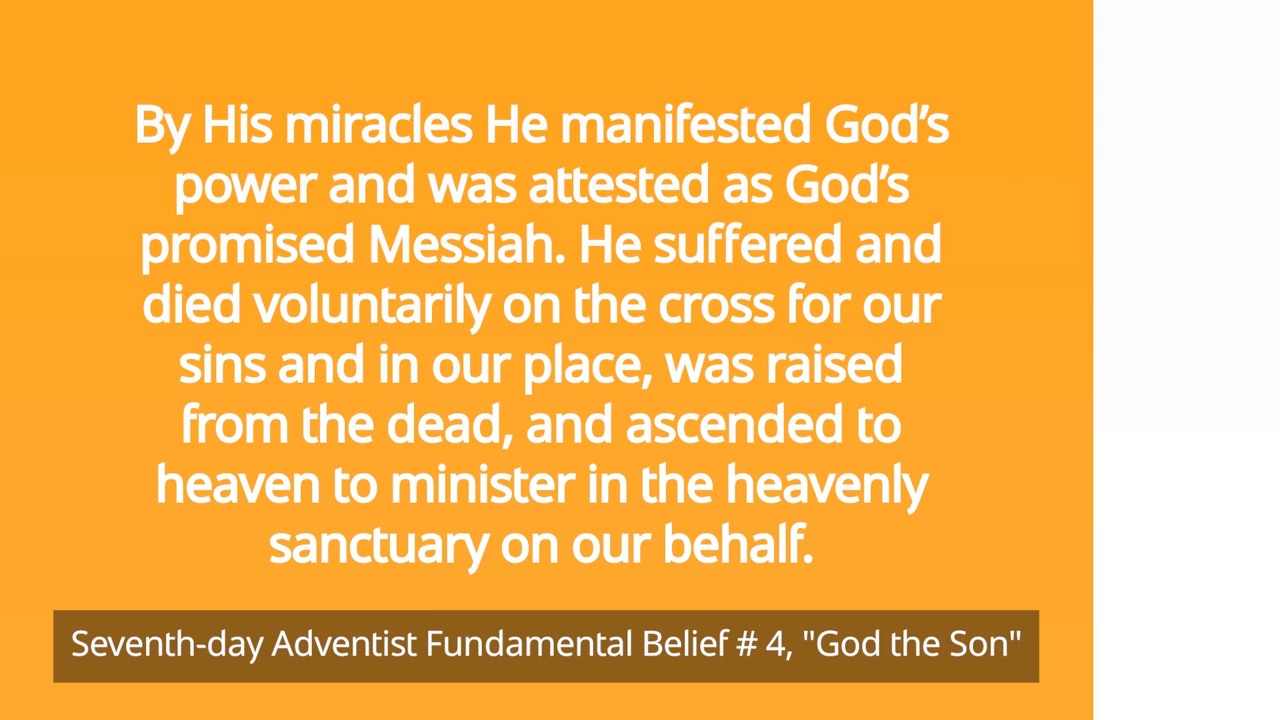 By His miracles He manifested God’s
power and was attested as God’s
promised Messiah. He suffered and
died voluntarily on the cross for our
sins and in our place, was raised
from the dead, and ascended to
heaven to minister in the heavenly
sanctuary on our behalf.
Seventh-day Adventist Fundamental Belief # 4, "God the Son"